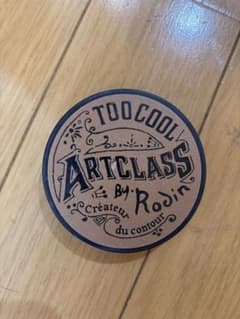 TOO COOL
ARTCLASS
By. Rodin
Créateur
du contour